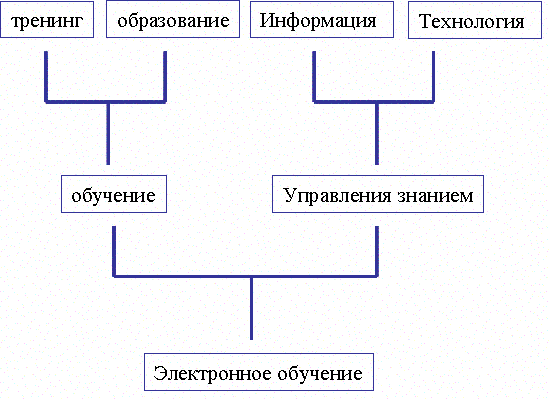 тренинг
образование
Информация
Технология
обучение
Управления знанием
Электронное обучение